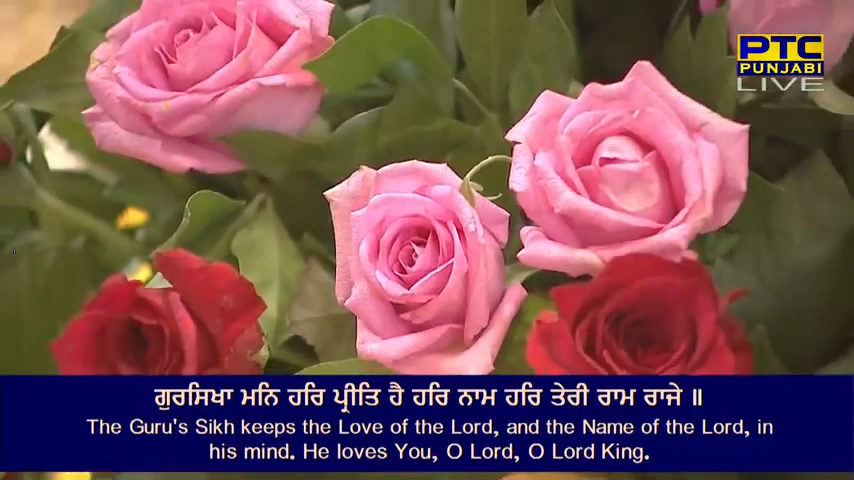 PTC
PUNJABI
LIVE
ਗੁਰਸਿਖਾ ਮਨਿ ਹਰਿ ਪ੍ਰੀਤਿ ਹੈ ਹਰਿ ਨਾਮ ਹਰਿ ਤੇਰੀ ਰਾਮ ਰਾਜੇ ॥
The Guru's Sikh keeps the Love of the Lord, and the Name of the Lord, in
his mind. He loves You, O Lord, O Lord King.